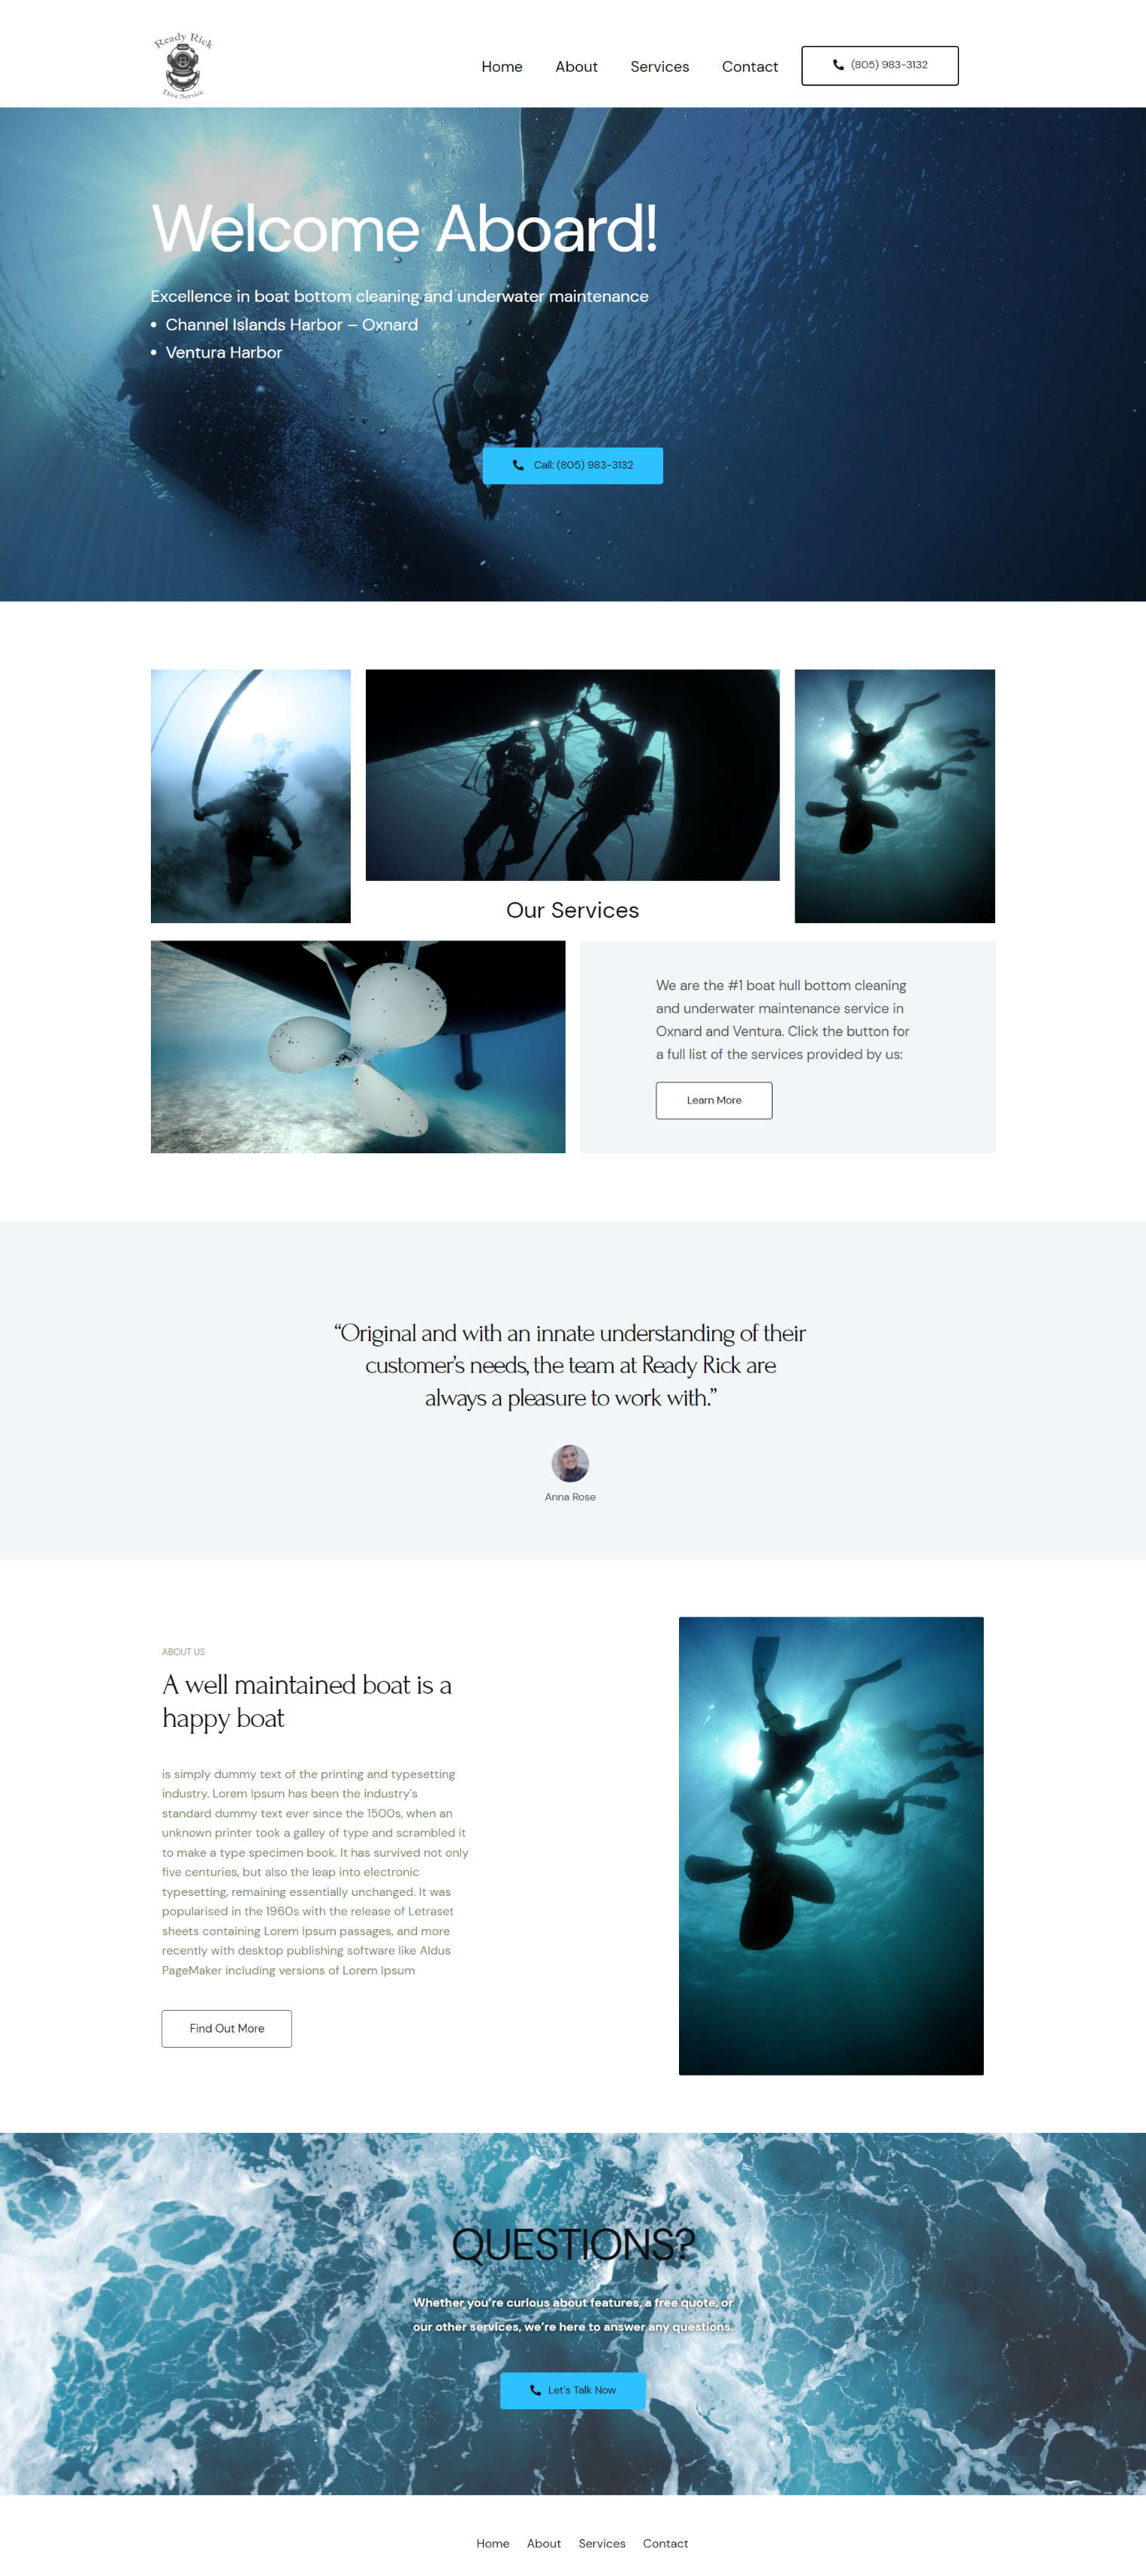 Ready Rick
Dive Service
Home About Services Contact (805) 983-3132
Welcome Aboard!
Excellence in boat bottom cleaning and underwater maintenance
• Channel Islands Harbor – Oxnard
• Ventura Harbor
Call: (805) 983-3132
Our Services
We are the #1 boat hull bottom cleaning
and underwater maintenance service in
Oxnard and Ventura. Click the button for
a full list of the services provided by us:
Learn More
“Original and with an innate understanding of their
customer’s needs, the team at Ready Rick are
always a pleasure to work with.”
Anna Rose
ABOUT US
A well maintained boat is a
happy boat
is simply dummy text of the printing and typesetting
industry. Lorem Ipsum has been the industry’s
standard dummy text ever since the 1500s, when an
unknown printer took a galley of type and scrambled it
to make a type specimen book. It has survived not only
five centuries, but also the leap into electronic
typesetting, remaining essentially unchanged. It was
popularised in the 1960s with the release of Letraset
sheets containing Lorem Ipsum passages, and more
recently with desktop publishing software like Aldus
PageMaker including versions of Lorem Ipsum
Find Out More
QUESTIONS?
Whether you’re curious about features, a free quote, or
our other services, we’re here to answer any questions.
Let's Talk Now
Home About Services Contact